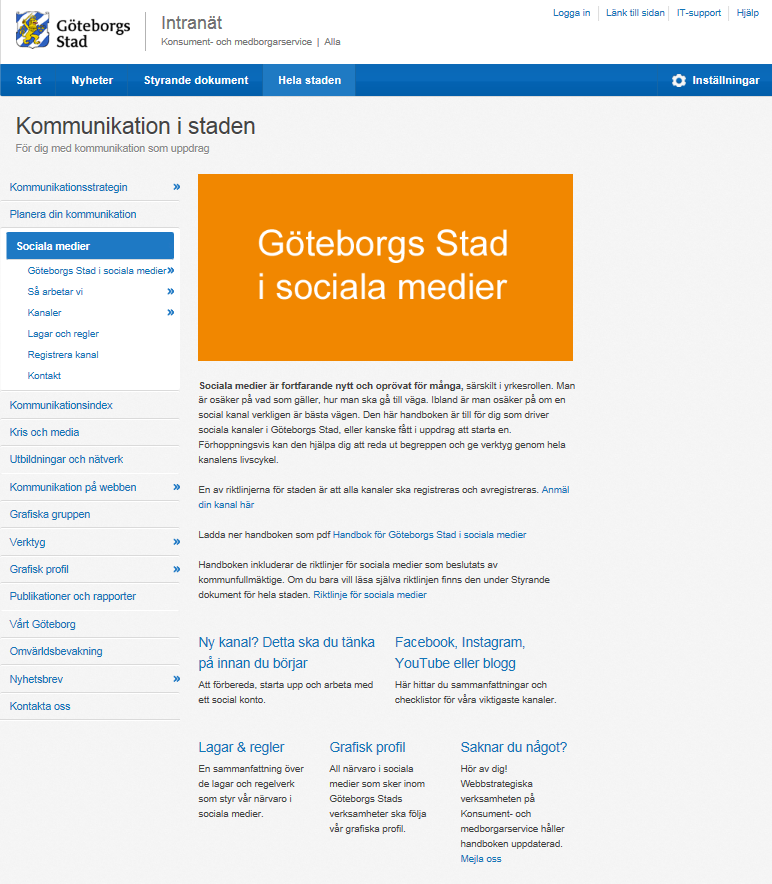 Göteborgs
Stad
Intranät
Konsument- och medborgarservice | Alla
Logga in
Länk till sidan
IT-support
Hjälp
Start
Nyheter
Styrande dokument
Hela staden
Inställningar
Kommunikation i staden
För dig med kommunikation som uppdrag
Kommunikationsstrategin »
Planera din kommunikation
Sociala medier
Göteborgs Stad i sociala medier»
Så arbetar vi »
Kanaler »
Lagar och regler
Registrera kanal
Kontakt
Kommunikationsindex
Kris och media
Utbildningar och nätverk
Kommunikation på webben »
Grafiska gruppen
Verktyg »
Grafisk profil »
Publikationer och rapporter
Vårt Göteborg
Omvärldsbevakning
Nyhetsbrev »
Kontakta oss
Göteborgs Stad
i sociala medier
Sociala medier är fortfarande nytt och oprövat för många, särskilt i yrkesrollen. Man
är osäker på vad som gäller, hur man ska gå till väga. Ibland är man osäker på om en
social kanal verkligen är bästa vägen. Den här handboken är till för dig som driver
sociala kanaler i Göteborgs Stad, eller kanske fått i uppdrag att starta en.
Förhoppningsvis kan den hjälpa dig att reda ut begreppen och ge verktyg genom hela
kanalens livscykel.
En av riktlinjerna för staden är att alla kanaler ska registreras och avregistreras. Anmäl
din kanal här
Ladda ner handboken som pdf Handbok för Göteborgs Stad i sociala medier
Handboken inkluderar de riktlinjer för sociala medier som beslutats av
kommunfullmäktige. Om du bara vill läsa själva riktlinjen finns den under Styrande
dokument för hela staden. Riktlinje för sociala medier
Ny kanal? Detta ska du tänka
på innan du börjar
Att förbereda, starta upp och arbeta med
ett social konto.
Facebook, Instagram,
YouTube eller blogg
Här hittar du sammanfattningar och
checklistor för våra viktigaste kanaler.
Lagar & regler
En sammanfattning över
de lagar och regelverk
som styr vår närvaro i
sociala medier.
Grafisk profil
All närvaro i sociala
medier som sker inom
Göteborgs Stads
verksamheter ska följa
vår grafiska profil.
Saknar du något?
Hör av dig!
Webbstrategiska
verksamheten på
Konsument- och
medborgarservice håller
handboken uppdaterad.
Mejla oss